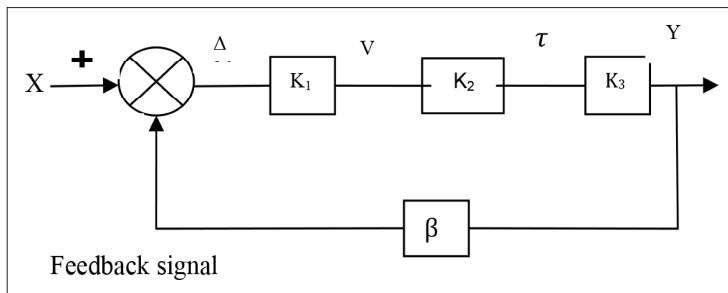 + Δ V τ Y
X K₁ K₂ K₃
β
Feedback signal